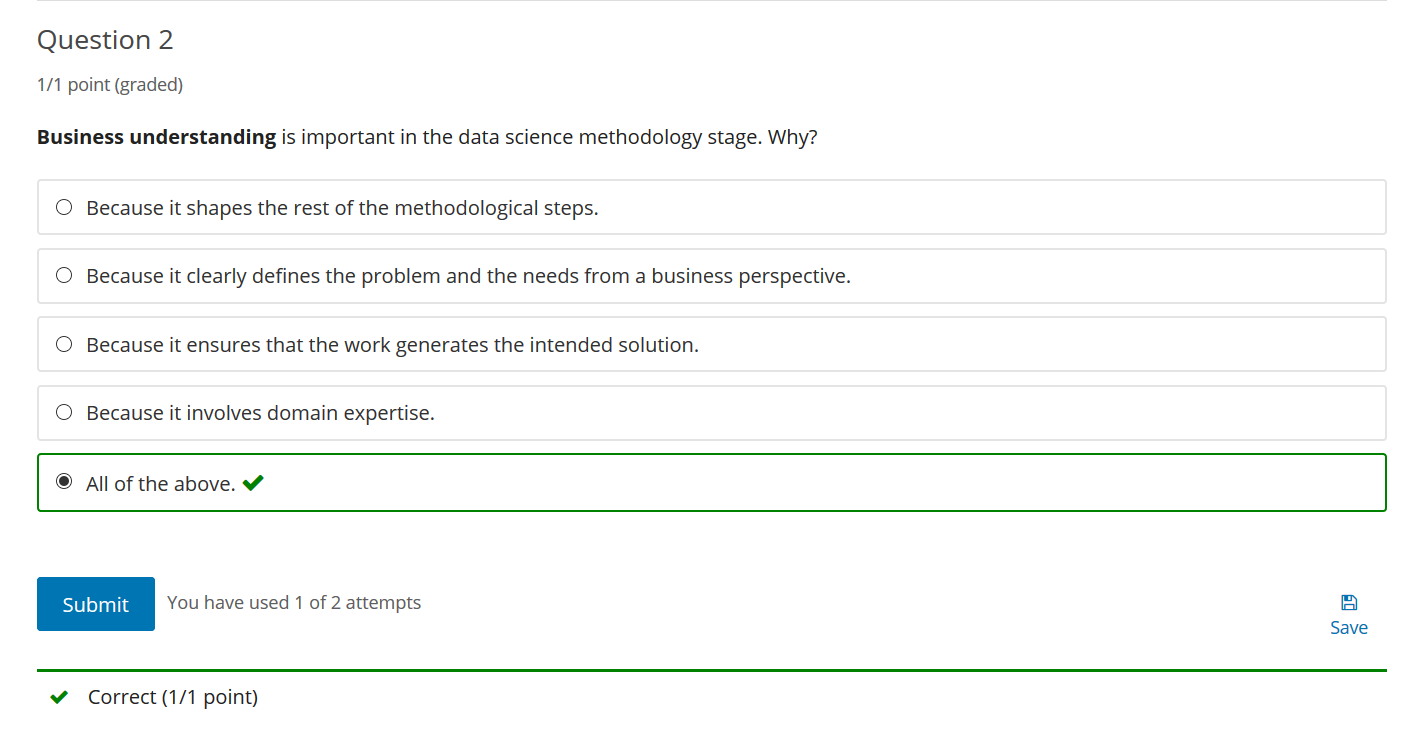 Question 2
1/1 point (graded)
Business understanding is important in the data science methodology stage. Why?
Because it shapes the rest of the methodological steps.
Because it clearly defines the problem and the needs from a business perspective.
Because it ensures that the work generates the intended solution.
Because it involves domain expertise.
All of the above.
Submit
You have used 1 of 2 attempts
Save
Correct (1/1 point)